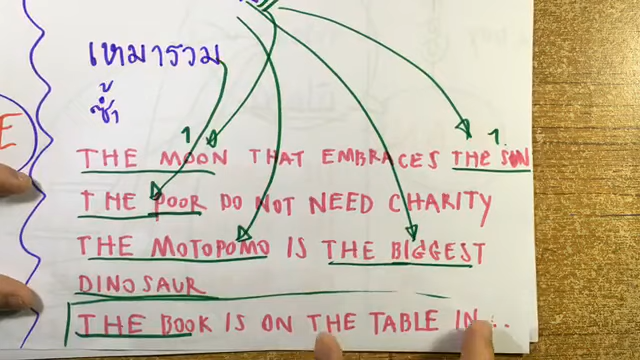 เหมารวม
ซ้ำ
E
1 1
THE MOON THAT EMBRACES THE SUN
THE POOR DO NOT NEED CHARITY
THE MOTOPOMO IS THE BIGGEST
DINOSAUR
THE BOOK IS ON THE TABLE IN...